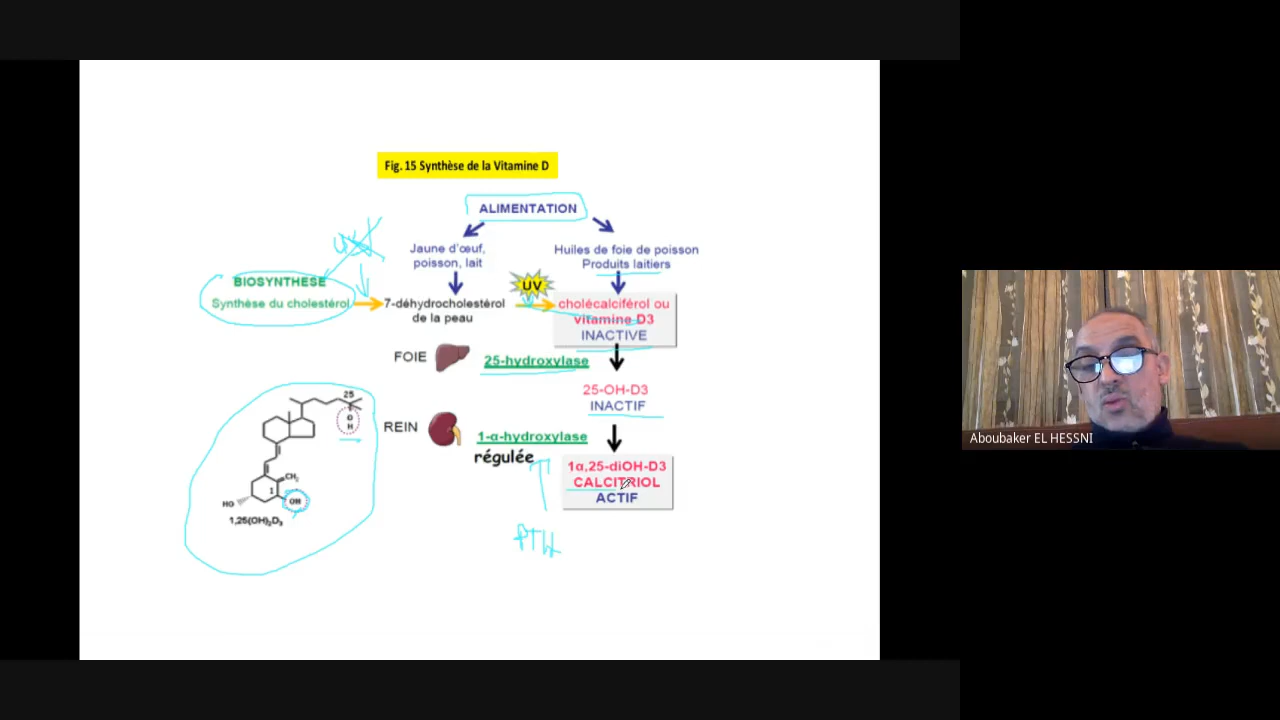 Fig. 15 Synthèse de la Vitamine D
ALIMENTATION
Jaune d'œuf,
poisson, lait
Huiles de foie de poisson
Produits laitiers
BIOSYNTHESE
Synthèse du cholestérol
7-déhydrocholestérol
de la peau
UV
cholécalciférol ou
vitamine D3
INACTIVE
FOIE
25-hydroxylase
25-OH-D3
INACTIF
REIN
1-α-hydroxylase
régulée
1α,25-diOH-D3
CALCITRIOL
ACTIF
PTH
25
O
H
CH₂
1
OH
HO
1,25(OH)₂D₃
Aboubaker EL HESSNI